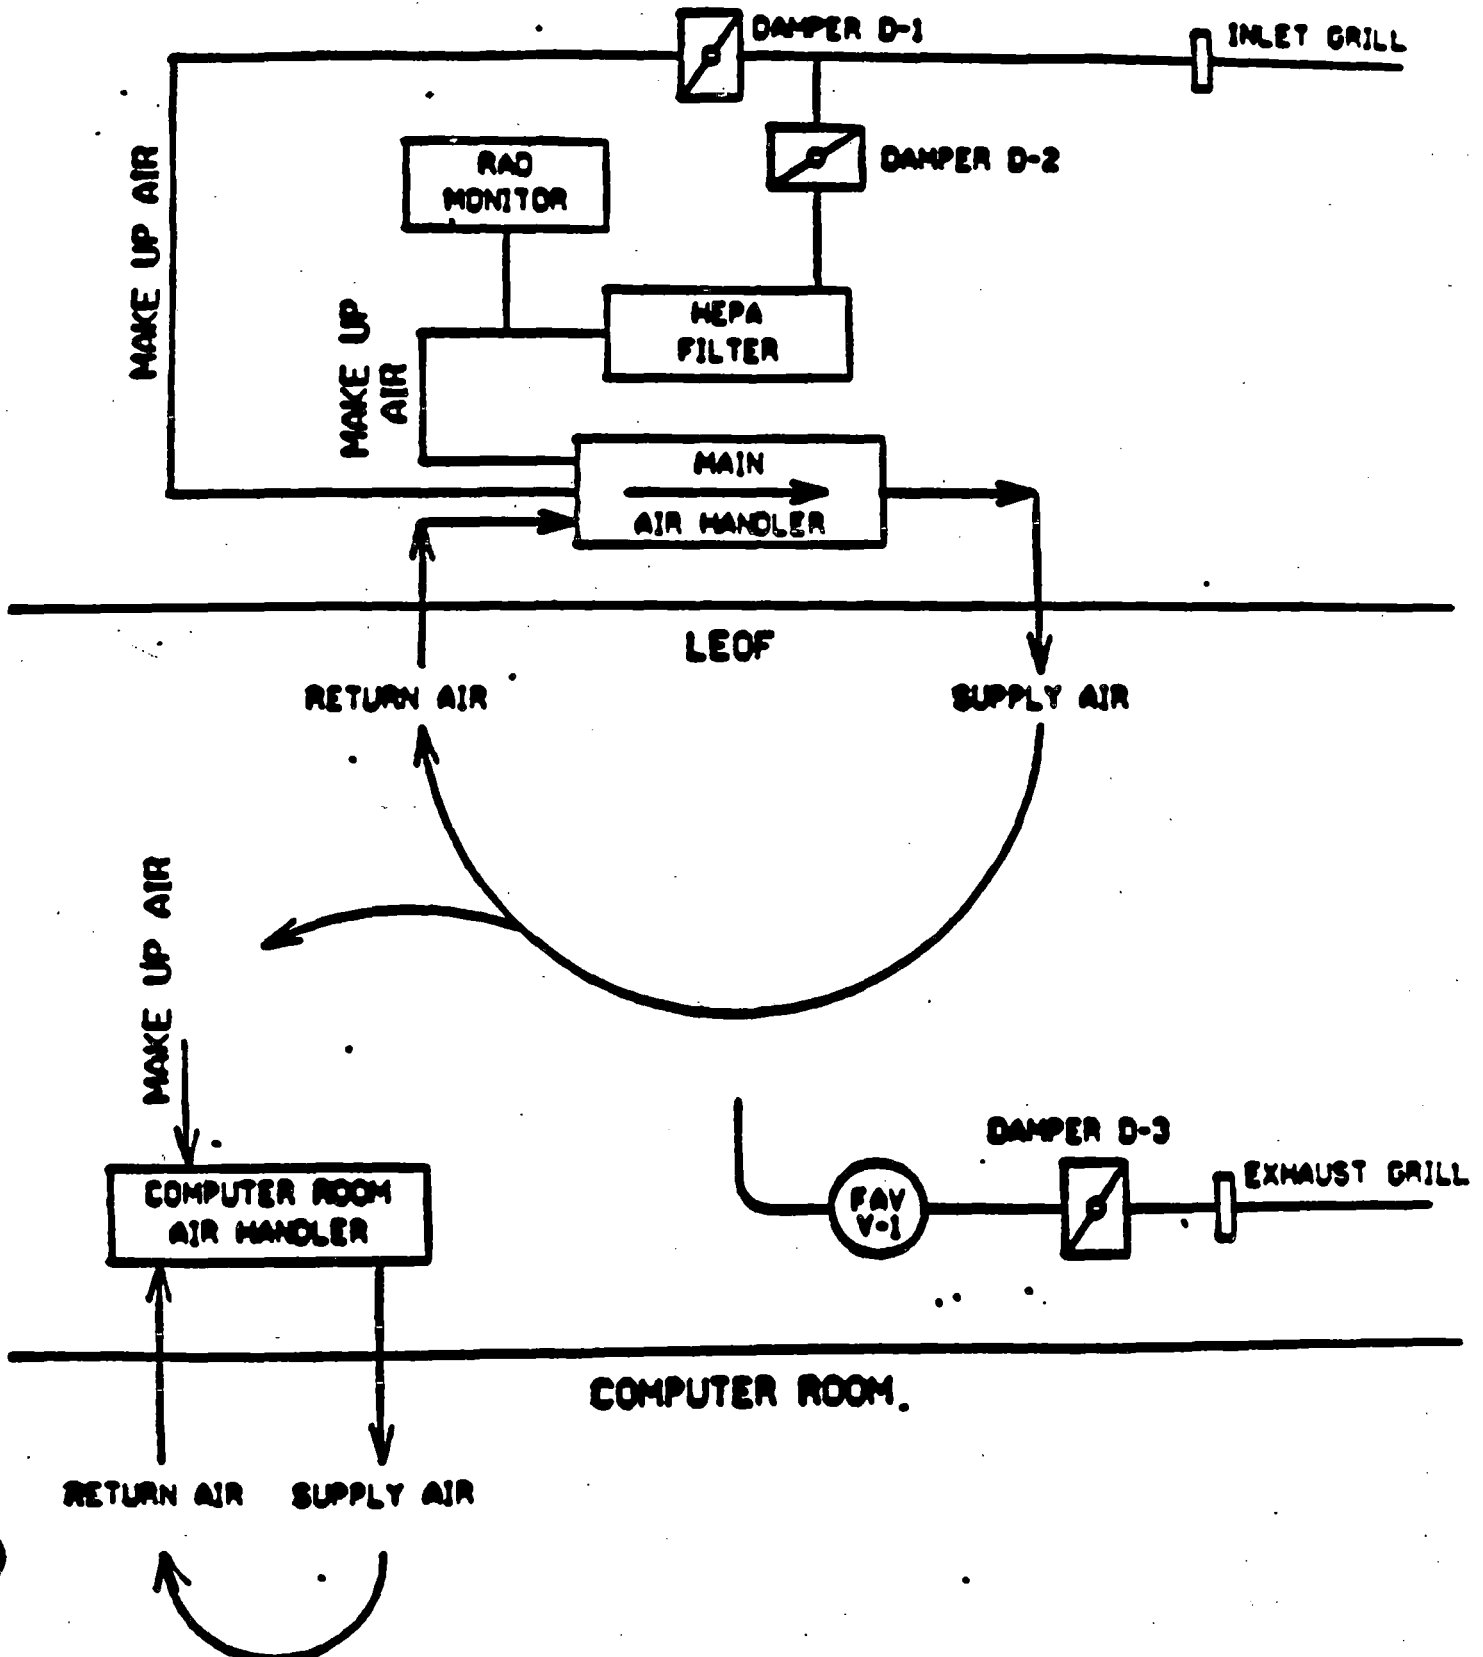 DAMPER D-1
INLET GRILL
DAMPER D-2
RAD
MONITOR
MAKE UP AIR
MAKE UP
AIR
HEPA
FILTER
MAIN
AIR HANDLER
LEOF
RETURN AIR
SUPPLY AIR
MAKE UP AIR
DAMPER D-3
EXHAUST GRILL
COMPUTER ROOM
AIR HANDLER
FAV
V-1
COMPUTER ROOM
RETURN AIR
SUPPLY AIR